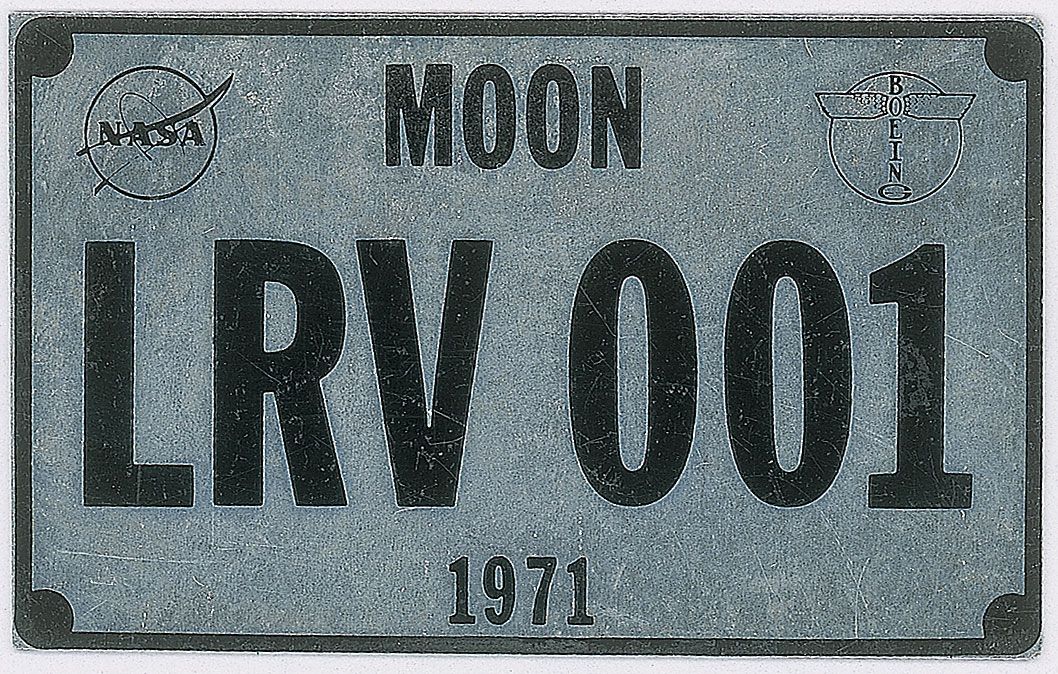 NASA
MOON
BOEING
LRV 001
1971